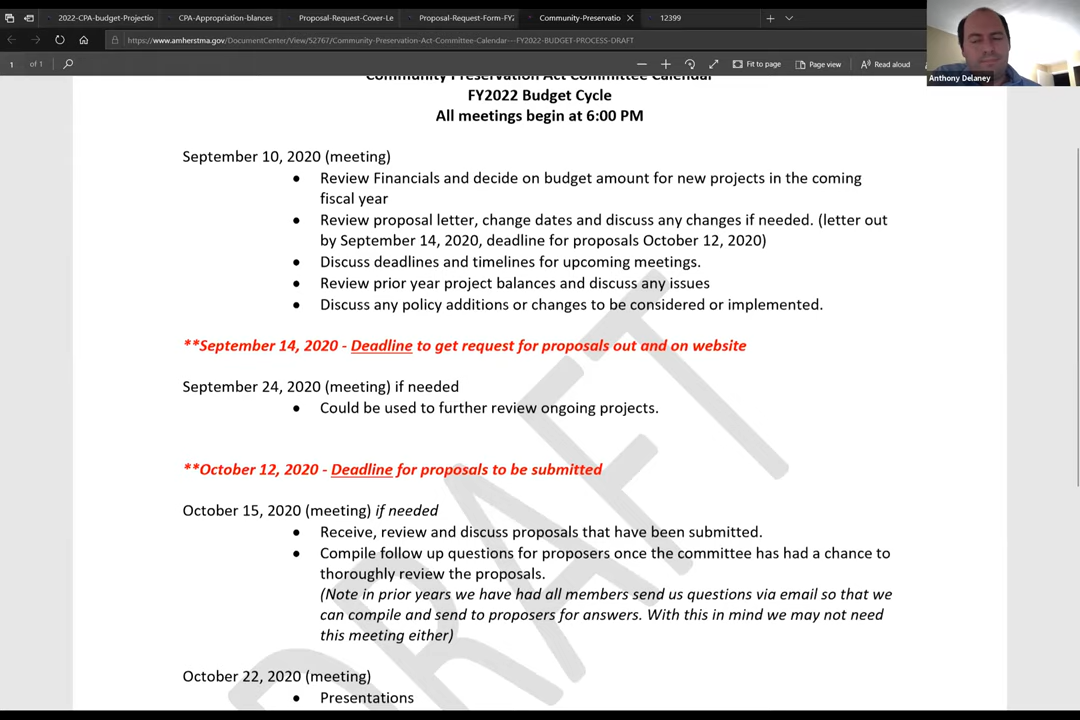 2022-CPA-budget-Projectio
CPA-Appropriation-blances
Proposal-Request-Cover-Le
Proposal-Request-Form-FY2
Community-Preservatio
12399
https://www.amherstma.gov/DocumentCenter/View/52767/Community-Preservation-Act-Committee-Calendar---FY2022-BUDGET-PROCESS-DRAFT
1 of 1
Fit to page
Page view
Read aloud
Anthony Delaney
Community Preservation Act Committee Calendar
FY2022 Budget Cycle
All meetings begin at 6:00 PM
September 10, 2020 (meeting)
• Review Financials and decide on budget amount for new projects in the coming
fiscal year
• Review proposal letter, change dates and discuss any changes if needed. (letter out
by September 14, 2020, deadline for proposals October 12, 2020)
• Discuss deadlines and timelines for upcoming meetings.
• Review prior year project balances and discuss any issues
• Discuss any policy additions or changes to be considered or implemented.
**September 14, 2020 - Deadline to get request for proposals out and on website
September 24, 2020 (meeting) if needed
• Could be used to further review ongoing projects.
**October 12, 2020 - Deadline for proposals to be submitted
October 15, 2020 (meeting) if needed
• Receive, review and discuss proposals that have been submitted.
• Compile follow up questions for proposers once the committee has had a chance to
thoroughly review the proposals.
(Note in prior years we have had all members send us questions via email so that we
can compile and send to proposers for answers. With this in mind we may not need
this meeting either)
October 22, 2020 (meeting)
• Presentations
DRAFT